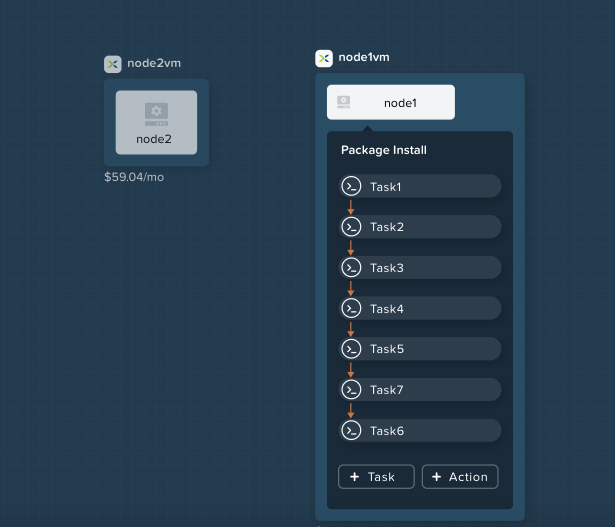 node2vm
node2
$59.04/mo
node1vm
node1
Package Install
Task1
Task2
Task3
Task4
Task5
Task7
Task6
+ Task
+ Action